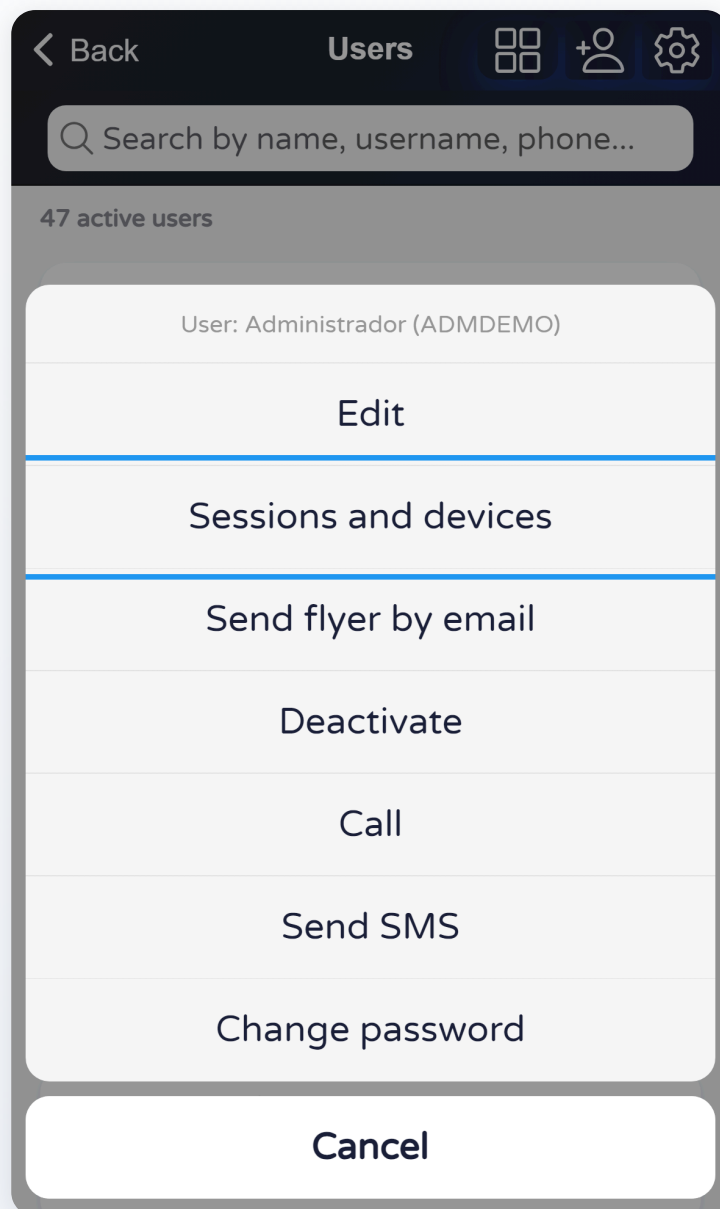 Back
Users
Search by name, username, phone...
47 active users
User: Administrador (ADMDEMO)
Edit
Sessions and devices
Send flyer by email
Deactivate
Call
Send SMS
Change password
Cancel